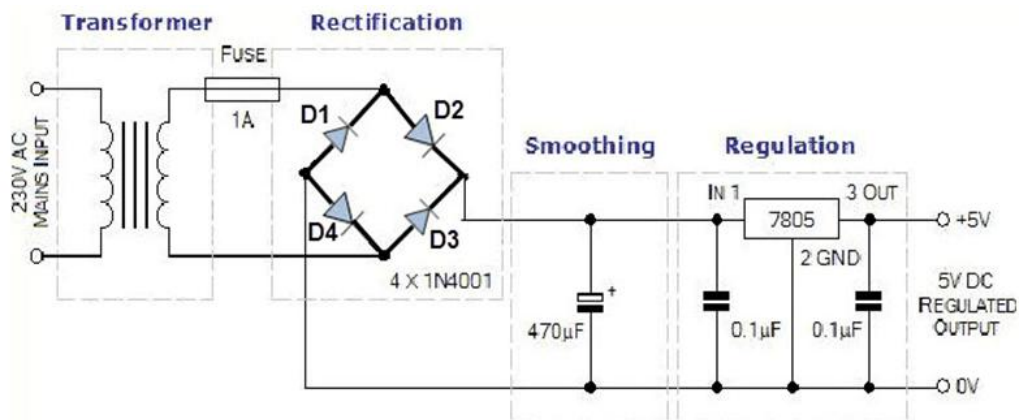 Transformer
Rectification
FUSE
1A
D1
D2
D4
D3
4 X 1N4001
230V AC
MAINS INPUT
Smoothing
Regulation
IN 1
3 OUT
7805
2 GND
+5V
+
470µF
0.1µF
0.1µF
5V DC
REGULATED
OUTPUT
0V